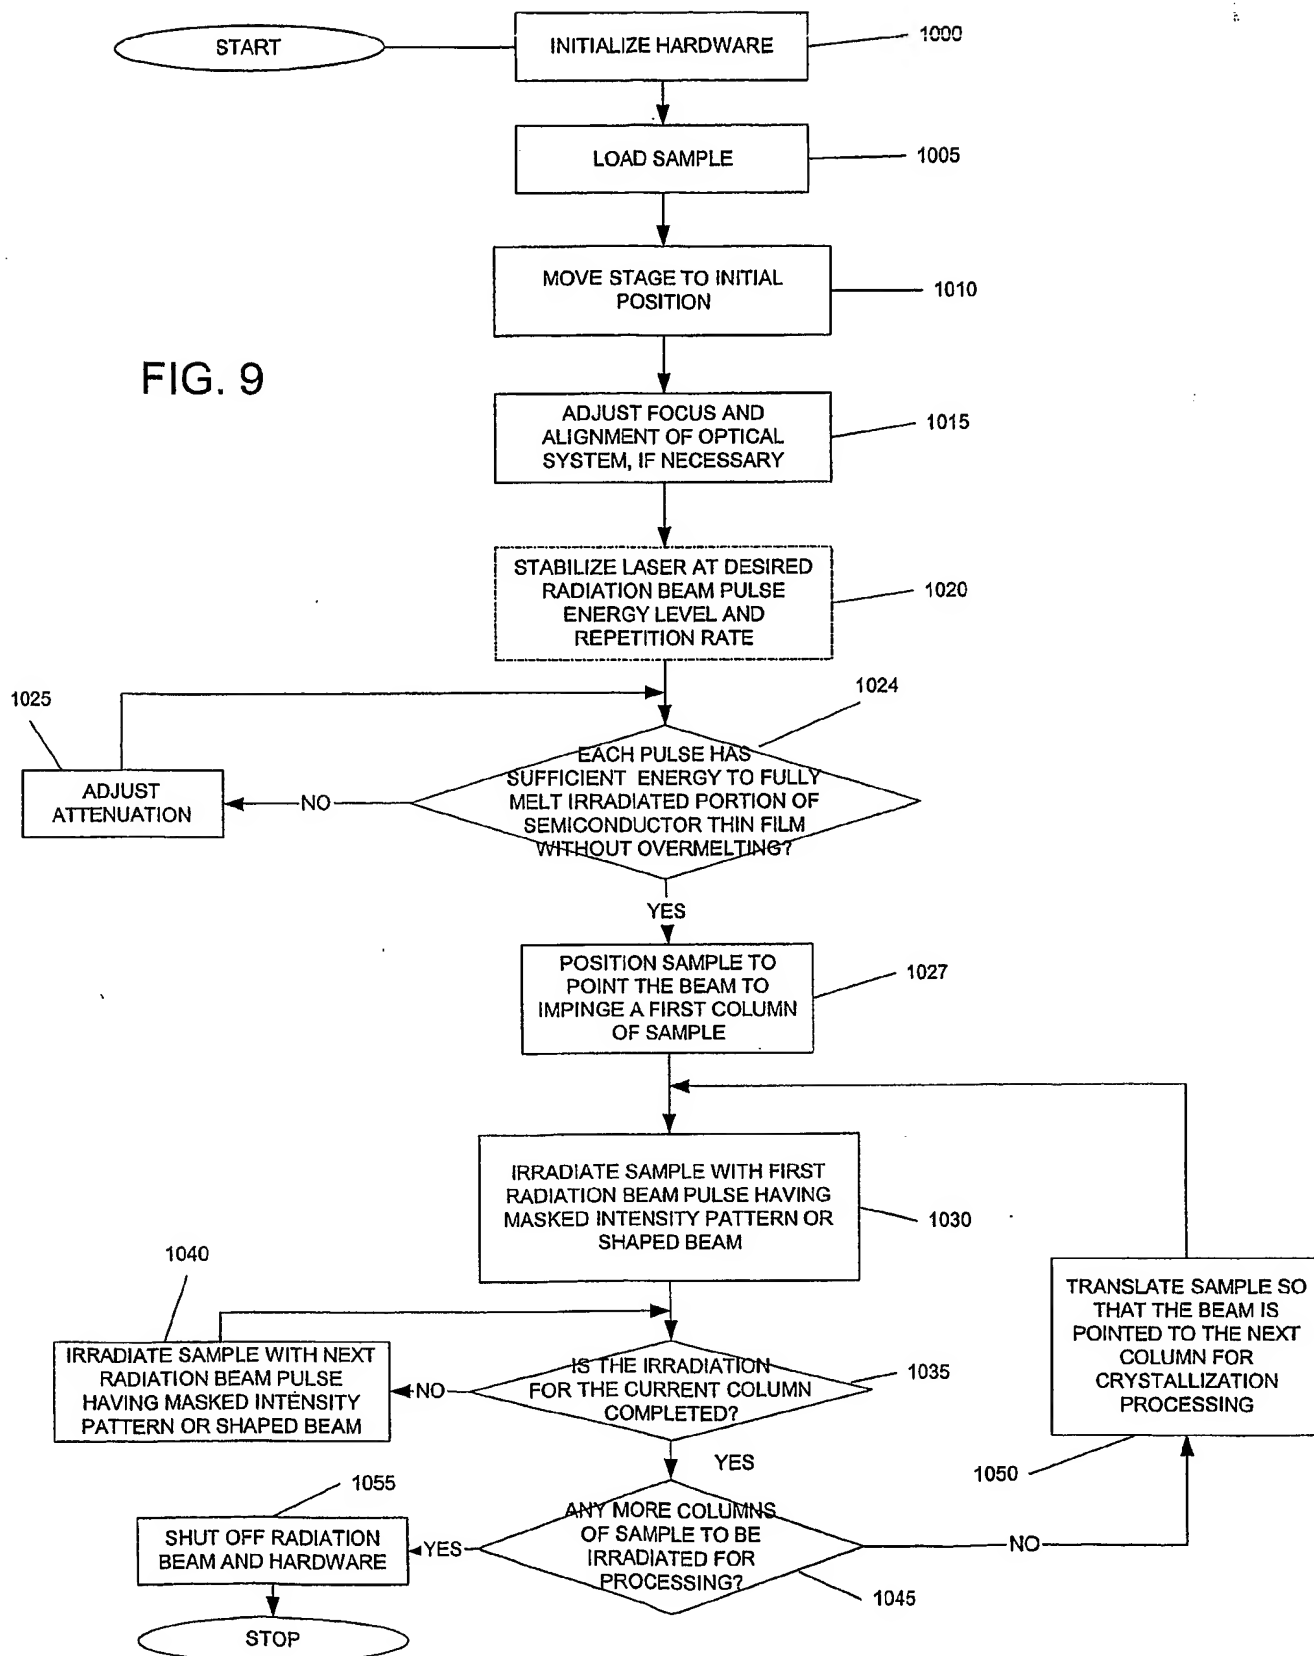 START
INITIALIZE HARDWARE
1000
LOAD SAMPLE
1005
MOVE STAGE TO INITIAL
POSITION
1010
FIG. 9
ADJUST FOCUS AND
ALIGNMENT OF OPTICAL
SYSTEM, IF NECESSARY
1015
STABILIZE LASER AT DESIRED
RADIATION BEAM PULSE
ENERGY LEVEL AND
REPETITION RATE
1020
1025
ADJUST
ATTENUATION
NO
1024
EACH PULSE HAS
SUFFICIENT ENERGY TO FULLY
MELT IRRADIATED PORTION OF
SEMICONDUCTOR THIN FILM
WITHOUT OVERMELTING?
YES
POSITION SAMPLE TO
POINT THE BEAM TO
IMPINGE A FIRST COLUMN
OF SAMPLE
1027
IRRADIATE SAMPLE WITH FIRST
RADIATION BEAM PULSE HAVING
MASKED INTENSITY PATTERN OR
SHAPED BEAM
1030
1040
IRRADIATE SAMPLE WITH NEXT
RADIATION BEAM PULSE
HAVING MASKED INTENSITY
PATTERN OR SHAPED BEAM
NO
IS THE IRRADIATION
FOR THE CURRENT COLUMN
COMPLETED?
1035
TRANSLATE SAMPLE SO
THAT THE BEAM IS
POINTED TO THE NEXT
COLUMN FOR
CRYSTALLIZATION
PROCESSING
1050
YES
1055
SHUT OFF RADIATION
BEAM AND HARDWARE
YES
ANY MORE COLUMNS
OF SAMPLE TO BE
IRRADIATED FOR
PROCESSING?
1045
NO
STOP